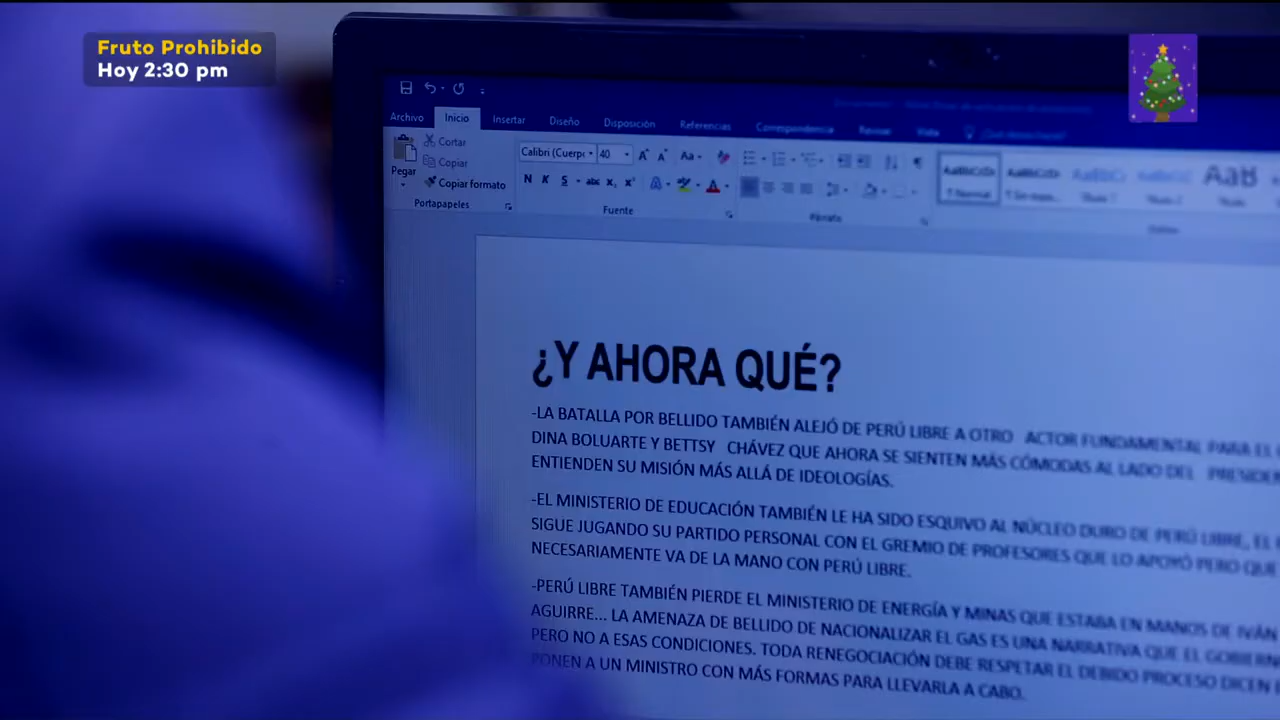 Fruto Prohibido
Hoy 2:30 pm
Archivo Inicio Insertar Diseño Disposición Referencias Correspondencia Revisar Vista
Cortar
Copiar
Copiar formato
Pegar
Portapapeles
Calibri (Cuerpo 40
N K S abc
Fuente
Párrafo
¿Y AHORA QUÉ?
-LA BATALLA POR BELLIDO TAMBIÉN ALEJÓ DE PERÚ LIBRE A OTRO ACTOR FUNDAMENTAL PARA EL
DINA BOLUARTE Y BETTSY CHÁVEZ QUE AHORA SE SIENTEN MÁS CÓMODAS AL LADO DEL
ENTIENDEN SU MISIÓN MÁS ALLÁ DE IDEOLOGÍAS.
-EL MINISTERIO DE EDUCACIÓN TAMBIÉN LE HA SIDO ESQUIVO AL NÚCLEO DURO DE PERÚ LIBRE, EL
SIGUE JUGANDO SU PARTIDO PERSONAL CON EL GREMIO DE PROFESORES QUE LO APOYÓ PERO QUE
NECESARIAMENTE VA DE LA MANO CON PERÚ LIBRE.
-PERÚ LIBRE TAMBIÉN PIERDE EL MINISTERIO DE ENERGÍA Y MINAS QUE ESTABA EN MANOS DE IVÁN
AGUIRRE... LA AMENAZA DE BELLIDO DE NACIONALIZAR EL GAS ES UNA NARRATIVA QUE EL
PERO NO A ESAS CONDICIONES. TODA RENEGOCIACIÓN DEBE RESPETAR EL DEBIDO PROCESO DICEN
PONEN A UN MINISTRO CON MÁS FORMAS PARA LLEVARLA A CABO.